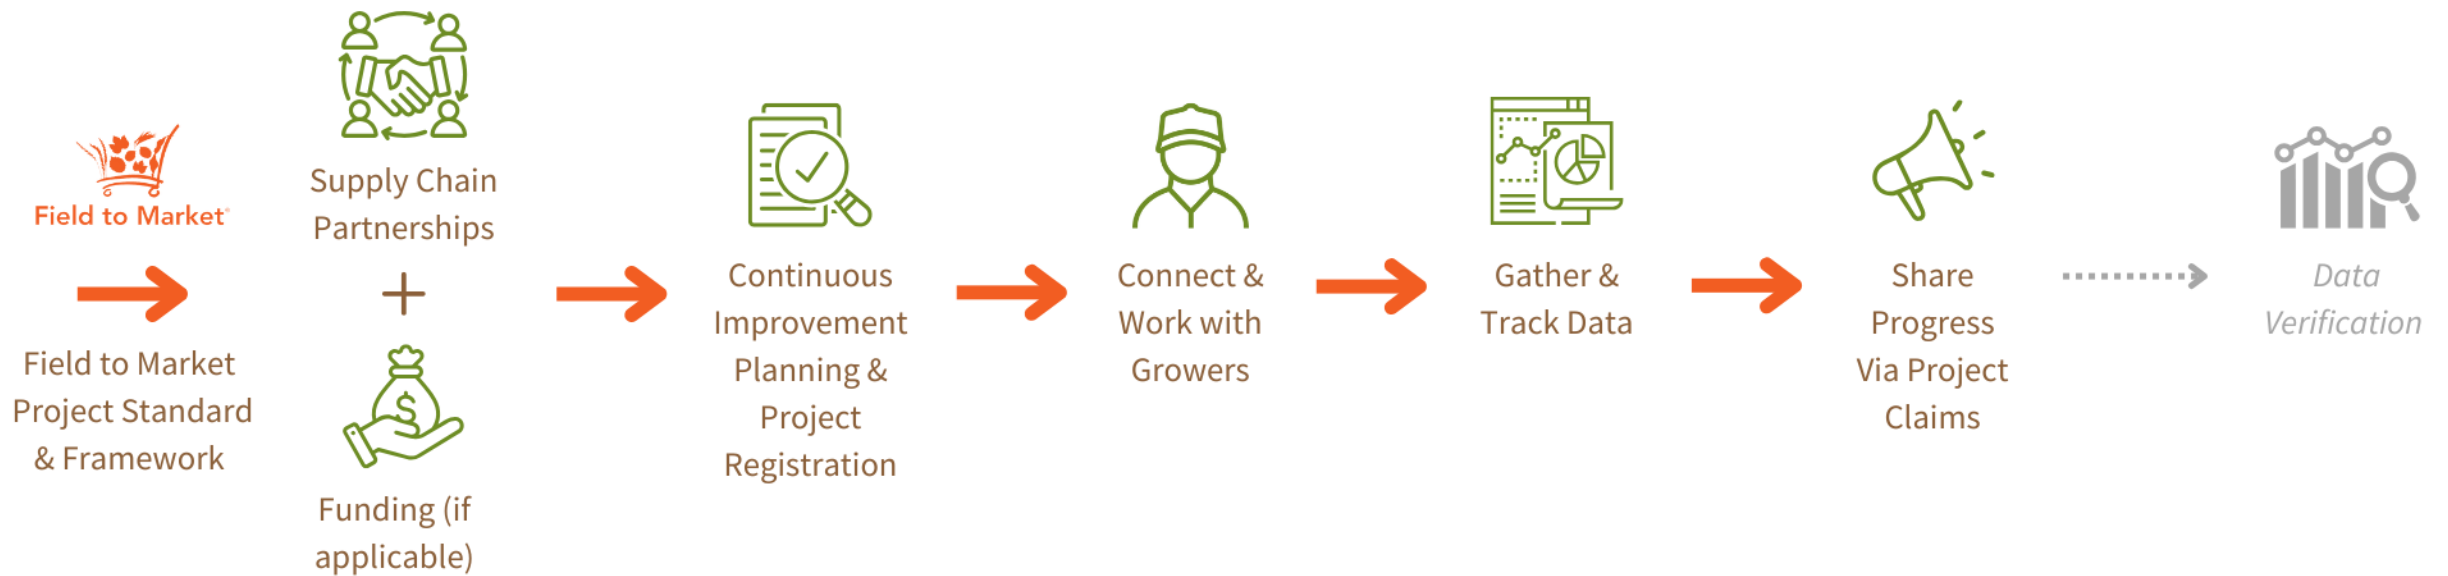 Field to Market®
Field to Market
Project Standard
& Framework
Supply Chain
Partnerships
+
$
Funding (if
applicable)
Continuous
Improvement
Planning &
Project
Registration
Connect &
Work with
Growers
Gather &
Track Data
Share
Progress
Via Project
Claims
Data
Verification